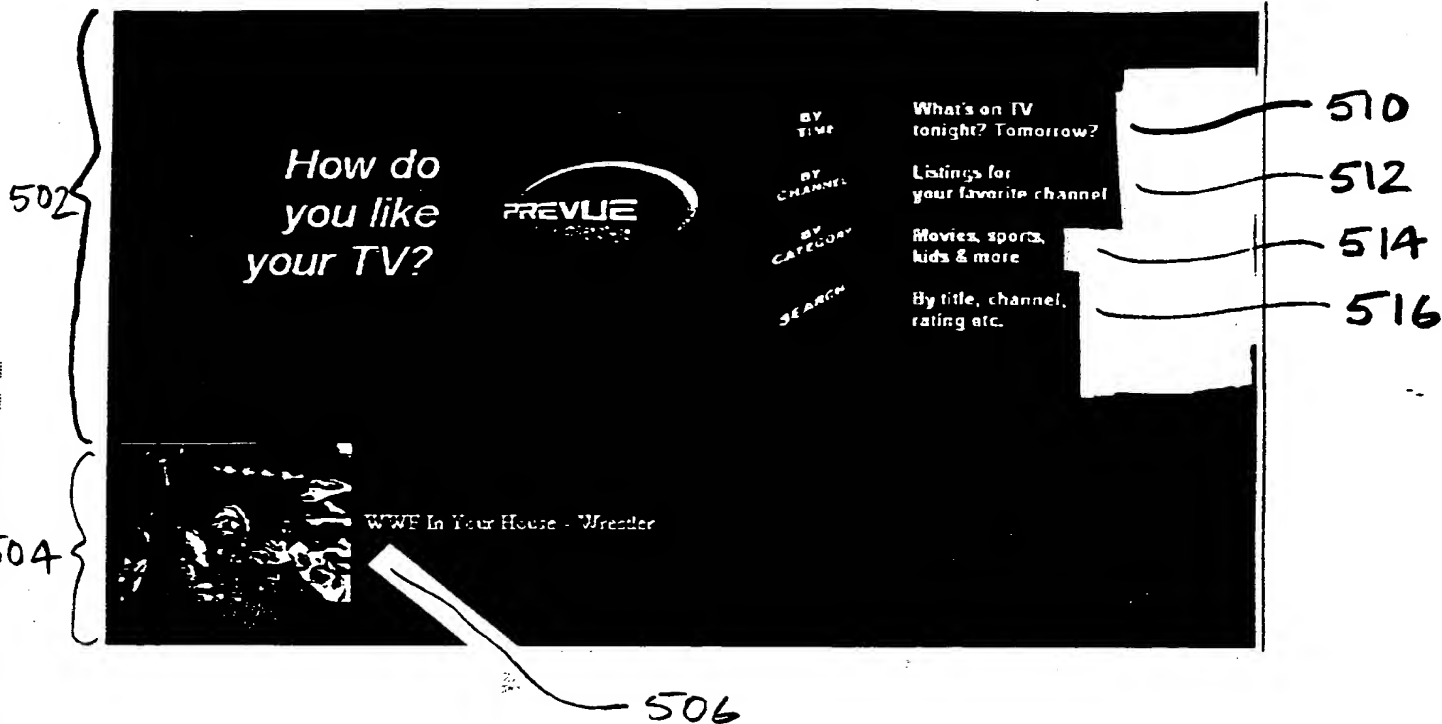 502
How do
you like
your TV?
PREVUE
BY
TIME
What's on TV
tonight? Tomorrow?
510
BY
CHANNEL
Listings for
your favorite channel
512
BY
CATEGORY
Movies, sports,
kids & more
514
SEARCH
By title, channel,
rating etc.
516
504
WWF In Your House - Wrestler
506